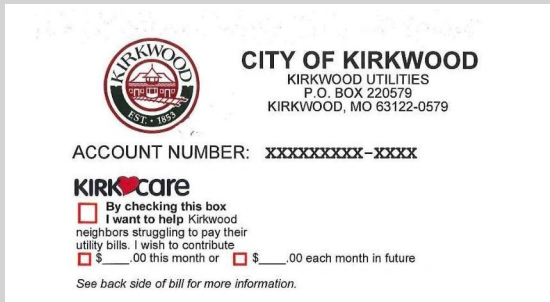 KIRKWOOD
EST. • 1853
CITY OF KIRKWOOD
KIRKWOOD UTILITIES
P.O. BOX 220579
KIRKWOOD, MO 63122-0579
ACCOUNT NUMBER: XXXXXXXXX-XXXX
KIRKcare
By checking this box
I want to help Kirkwood
neighbors struggling to pay their
utility bills. I wish to contribute
$____.00 this month or $____.00 each month in future
See back side of bill for more information.